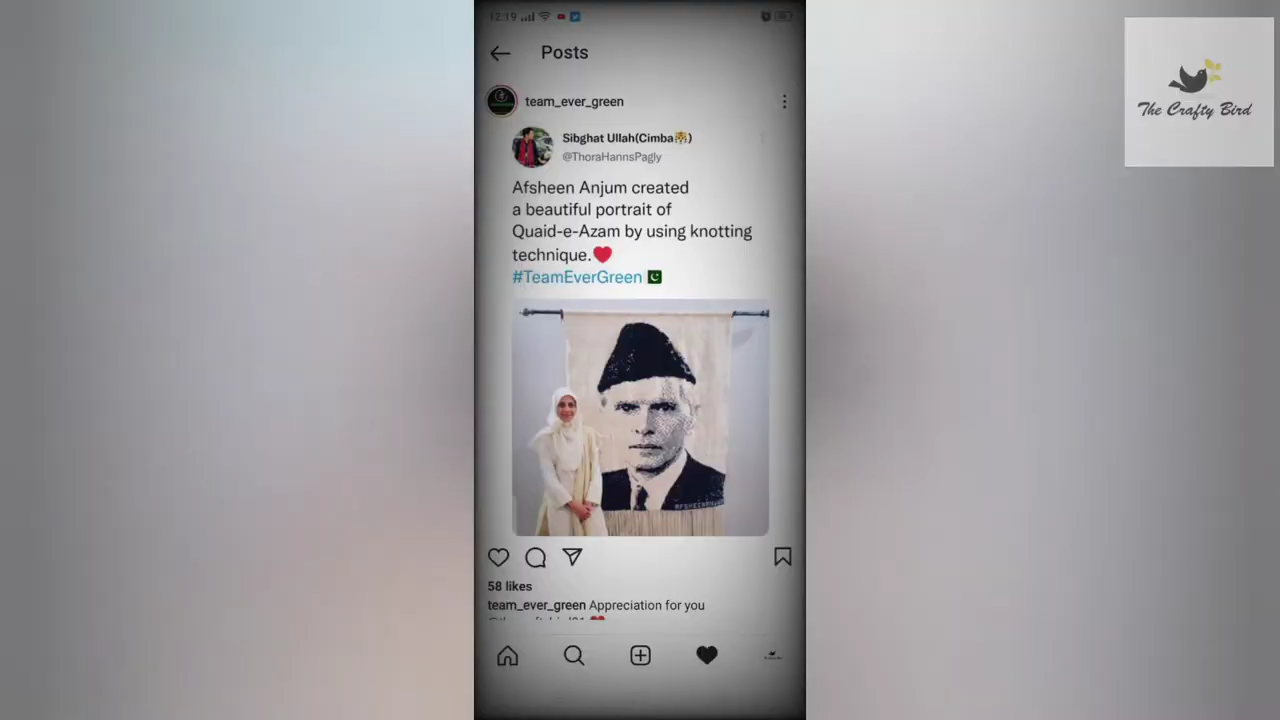 12:19
Posts
team_ever_green
Sibghat Ullah(Cimba🐯)
@ThoraHannsPagly
Afsheen Anjum created
a beautiful portrait of
Quaid-e-Azam by using knotting
technique.❤️
#TeamEverGreen 🇵🇰
58 likes
team_ever_green Appreciation for you
The Crafty Bird